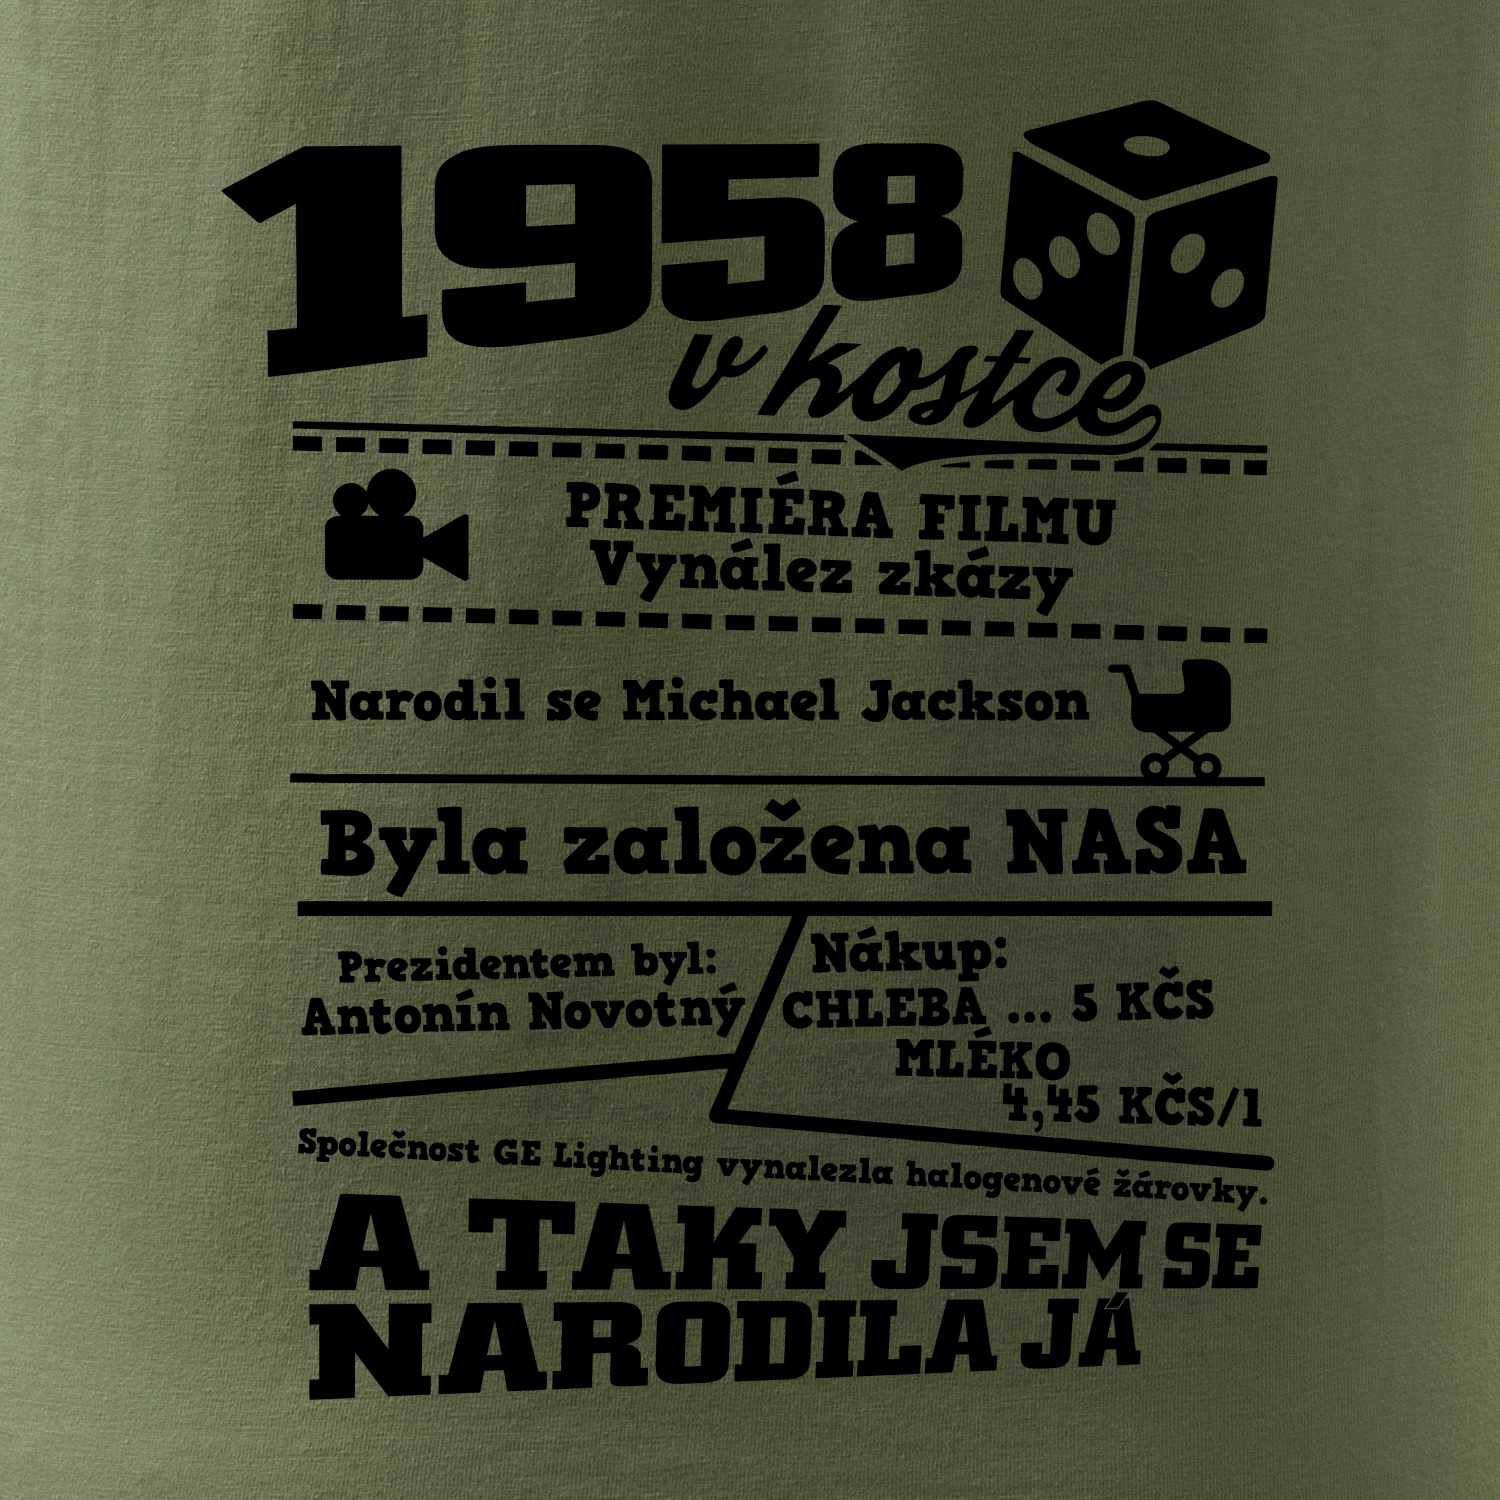 1958
v kostce
PREMIÉRA FILMU
Vynález zkázy
Narodil se Michael Jackson
Byla založena NASA
Prezidentem byl:
Antonín Novotný
Nákup:
CHLEBA ... 5 KČS
MLÉKO
4,45 KČS/l
Společnost GE Lighting vynalezla halogenové žárovky.
A TAKY JSEM SE
NARODILA JÁ